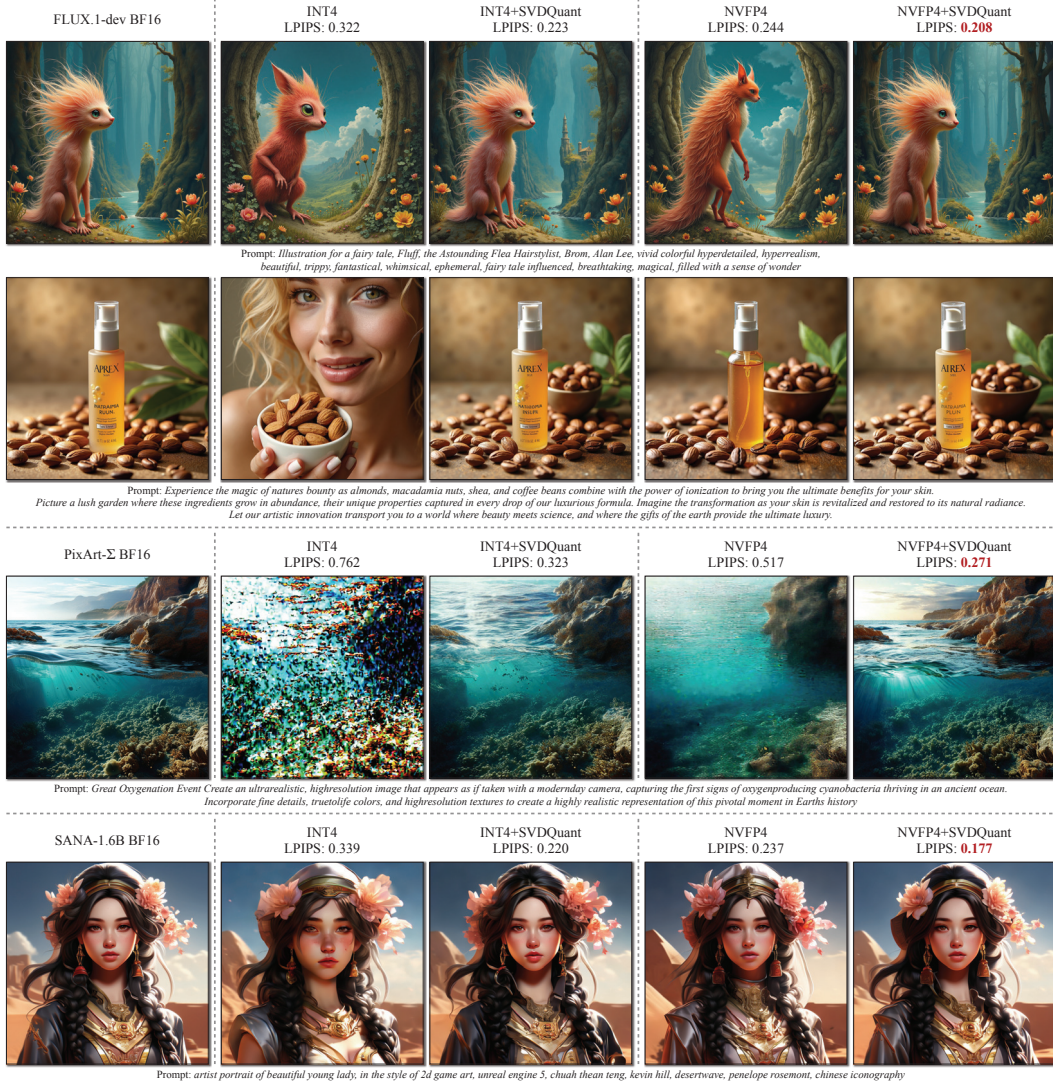 FLUX.1-dev BF16
INT4
LPIPS: 0.322
INT4+SVDQuant
LPIPS: 0.223
NVFP4
LPIPS: 0.244
NVFP4+SVDQuant
LPIPS: 0.208
Prompt: Illustration for a fairy tale, Fluff, the Astounding Flea Hairstylist, Brom, Alan Lee, vivid colorful hyperdetailed, hyperrealism,
beautiful, trippy, fantastical, whimsical, ephemeral, fairy tale influenced, breathtaking, magical, filled with a sense of wonder
APREX
APREX
AIREX
Prompt: Experience the magic of natures bounty as almonds, macadamia nuts, shea, and coffee beans combine with the power of ionization to bring you the ultimate benefits for your skin.
Picture a lush garden where these ingredients grow in abundance, their unique properties captured in every drop of our luxurious formula. Imagine the transformation as your skin is revitalized and restored to its natural radiance.
Let our artistic innovation transport you to a world where beauty meets science, and where the gifts of the earth provide the ultimate luxury.
PixArt-Σ BF16
INT4
LPIPS: 0.762
INT4+SVDQuant
LPIPS: 0.323
NVFP4
LPIPS: 0.517
NVFP4+SVDQuant
LPIPS: 0.271
Prompt: Great Oxygenation Event Create an ultrarealistic, highresolution image that appears as if taken with a modernday camera, capturing the first signs of oxygenproducing cyanobacteria thriving in an ancient ocean.
Incorporate fine details, truetolife colors, and highresolution textures to create a highly realistic representation of this pivotal moment in Earths history
SANA-1.6B BF16
INT4
LPIPS: 0.339
INT4+SVDQuant
LPIPS: 0.220
NVFP4
LPIPS: 0.237
NVFP4+SVDQuant
LPIPS: 0.177
Prompt: artist portrait of beautiful young lady, in the style of 2d game art, unreal engine 5, chuah thean teng, kevin hill, desertwave, penelope rosemont, chinese iconography